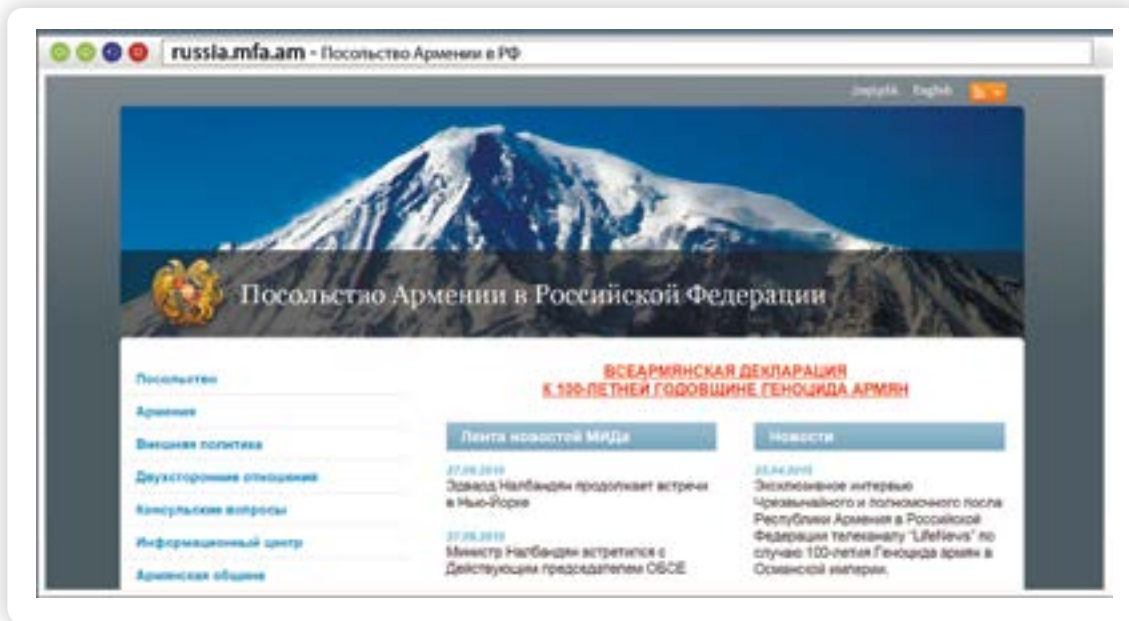 russia.mfa.am - Посольство Армении в РФ
English
Посольство Армении в Российской Федерации
Посольство
Армения
Внешняя политика
Двухсторонние отношения
Консульские вопросы
Информационный центр
Армянская община
ВСЕАРМЯНСКАЯ ДЕКЛАРАЦИЯ
К 100-ЛЕТНЕЙ ГОДОВЩИНЕ ГЕНОЦИДА АРМЯН
Лента новостей МИДа
Эдвард Налбандян продолжает встречи
в Нью-Йорке
Министр Налбандян встретился с
Действующим председателем ОБСЕ
Новости
Эксклюзивное интервью
Чрезвычайного и полномочного посла
Республики Армения в Российской
Федерации телеканалу "LifeNews" по
случаю 100-летия Геноцида армян в
Османской империи.